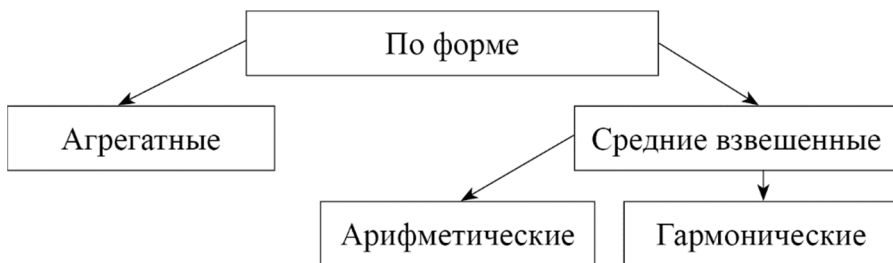 По форме
Агрегатные
Средние взвешенные
Арифметические
Гармонические